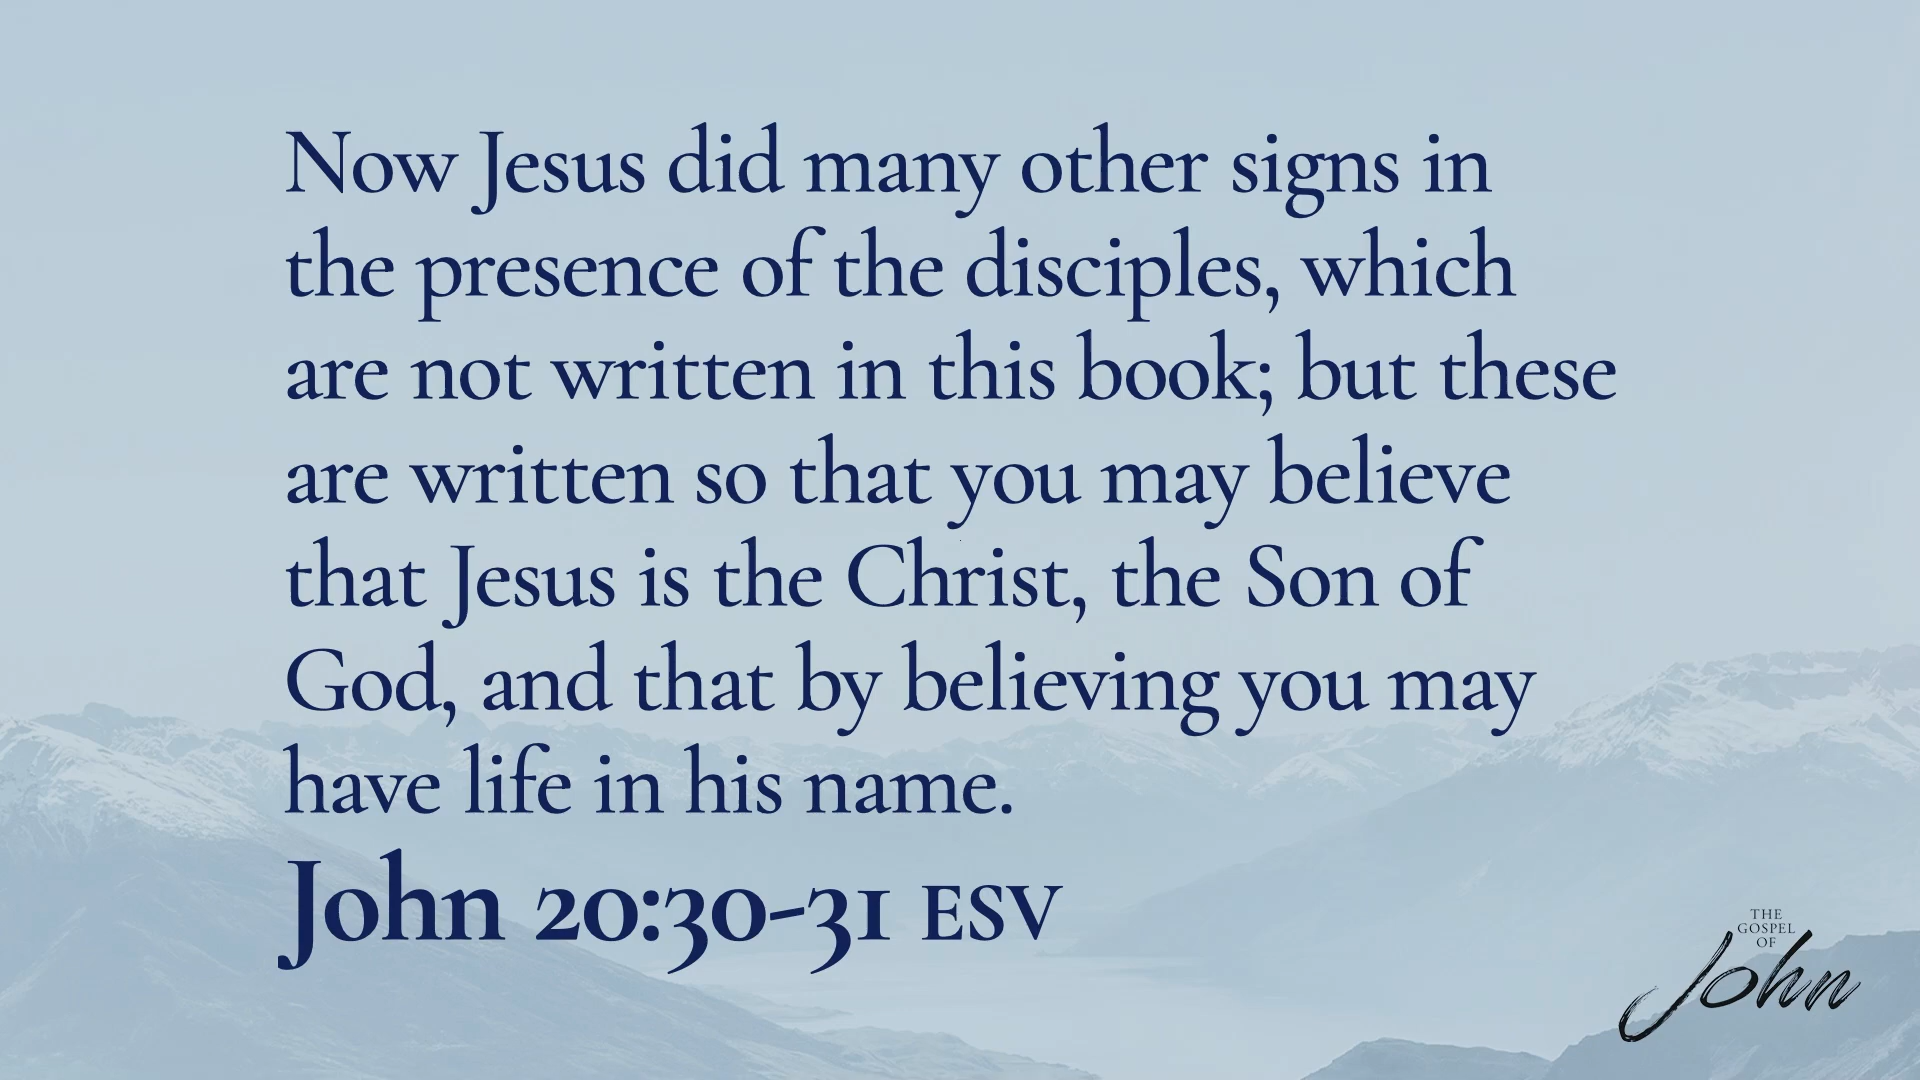 Now Jesus did many other signs in
the presence of the disciples, which
are not written in this book; but these
are written so that you may believe
that Jesus is the Christ, the Son of
God, and that by believing you may
have life in his name.
John 20:30-31 ESV
THE
GOSPEL
OF
John